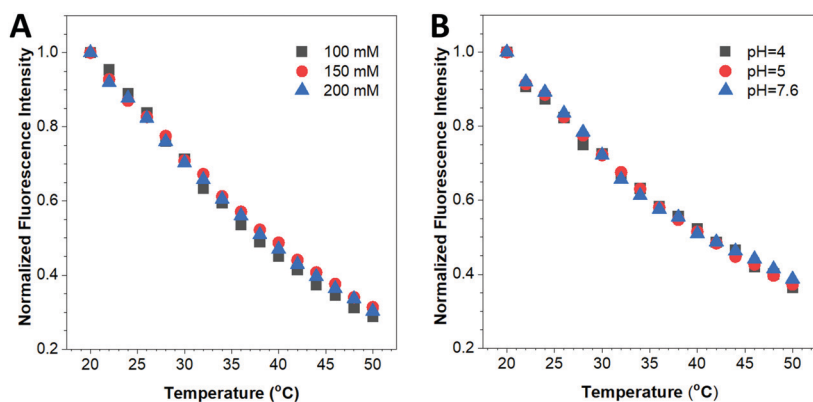 A
Normalized Fluorescence Intensity
1.0
0.8
0.6
0.4
0.2
100 mM
150 mM
200 mM
20 25 30 35 40 45 50
Temperature (°C)
B
Normalized Fluorescence Intensity
1.0
0.8
0.6
0.4
0.2
pH=4
pH=5
pH=7.6
20 25 30 35 40 45 50
Temperature (°C)